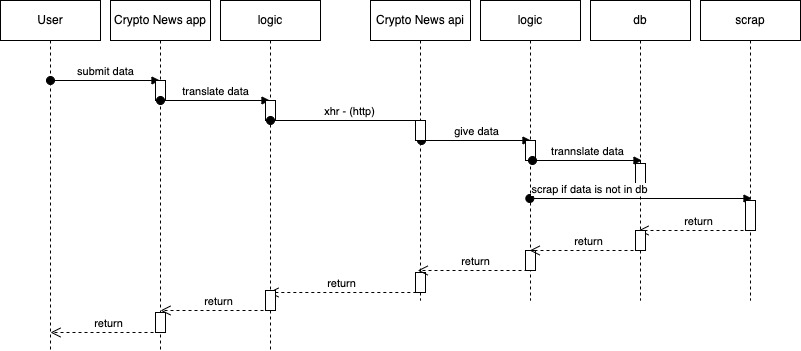 User
Crypto News app
logic
Crypto News api
logic
db
scrap
submit data
translate data
xhr - (http)
give data
trannslate data
scrap if data is not in db
return
return
return
return
return
return